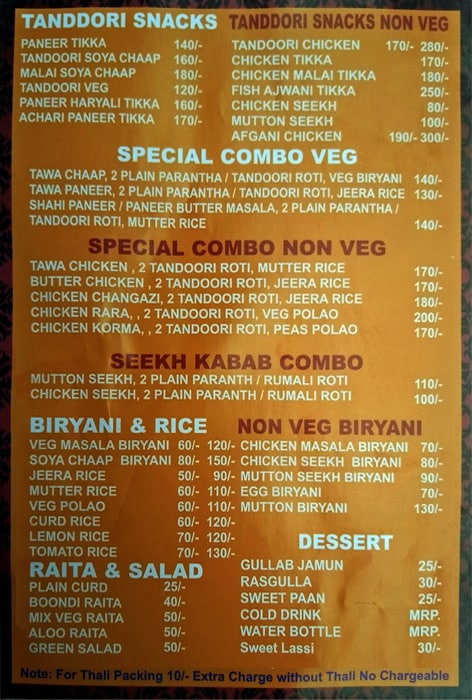 TANDDORI SNACKS
PANEER TIKKA 140/-
TANDOORI SOYA CHAAP 160/-
MALAI SOYA CHAAP 180/-
TANDOORI VEG 120/-
PANEER HARYALI TIKKA 160/-
ACHARI PANEER TIKKA 170/-
TANDDORI SNACKS NON VEG
TANDOORI CHICKEN 170/- 280/-
CHICKEN TIKKA 170/-
CHICKEN MALAI TIKKA 180/-
FISH AJWANI TIKKA 250/-
CHICKEN SEEKH 80/-
MUTTON SEEKH 100/-
AFGANI CHICKEN 190/- 300/-
SPECIAL COMBO VEG
TAWA CHAAP, 2 PLAIN PARANTHA / TANDOORI ROTI, VEG BIRYANI 140/-
TAWA PANEER, 2 PLAIN PARANTHA / TANDOORI ROTI, JEERA RICE 130/-
SHAHI PANEER / PANEER BUTTER MASALA, 2 PLAIN PARANTHA /
TANDOORI ROTI, MUTTER RICE 140/-
SPECIAL COMBO NON VEG
TAWA CHICKEN , 2 TANDOORI ROTI, MUTTER RICE 170/-
BUTTER CHICKEN , 2 TANDOORI ROTI, JEERA RICE 170/-
CHICKEN CHANGAZI, 2 TANDOORI ROTI, JEERA RICE 180/-
CHICKEN RARA, , 2 TANDOORI ROTI, VEG POLAO 200/-
CHICKEN KORMA, , 2 TANDOORI ROTI, PEAS POLAO 170/-
SEEKH KABAB COMBO
MUTTON SEEKH, 2 PLAIN PARANTH / RUMALI ROTI 110/-
CHICKEN SEEKH, 2 PLAIN PARANTH / RUMALI ROTI 100/-
BIRYANI & RICE
VEG MASALA BIRYANI 60/- 120/-
SOYA CHAAP BIRYANI 80/- 150/-
JEERA RICE 50/- 90/-
MUTTER RICE 60/- 110/-
VEG POLAO 60/- 110/-
CURD RICE 60/- 120/-
LEMON RICE 70/- 120/-
TOMATO RICE 70/- 130/-
NON VEG BIRYANI
CHICKEN MASALA BIRYANI 70/-
CHICKEN SEEKH BIRYANI 80/-
MUTTON SEEKH BIRYANI 90/-
EGG BIRYANI 70/-
MUTTON BIRYANI 130/-
RAITA & SALAD
PLAIN CURD 25/-
BOONDI RAITA 40/-
MIX VEG RAITA 50/-
ALOO RAITA 50/-
GREEN SALAD 50/-
DESSERT
GULLAB JAMUN 25/-
RASGULLA 30/-
SWEET PAAN 25/-
COLD DRINK MRP.
WATER BOTTLE MRP.
Sweet Lassi 30/-
Note: For Thali Packing 10/- Extra Charge without Thali No Chargeable